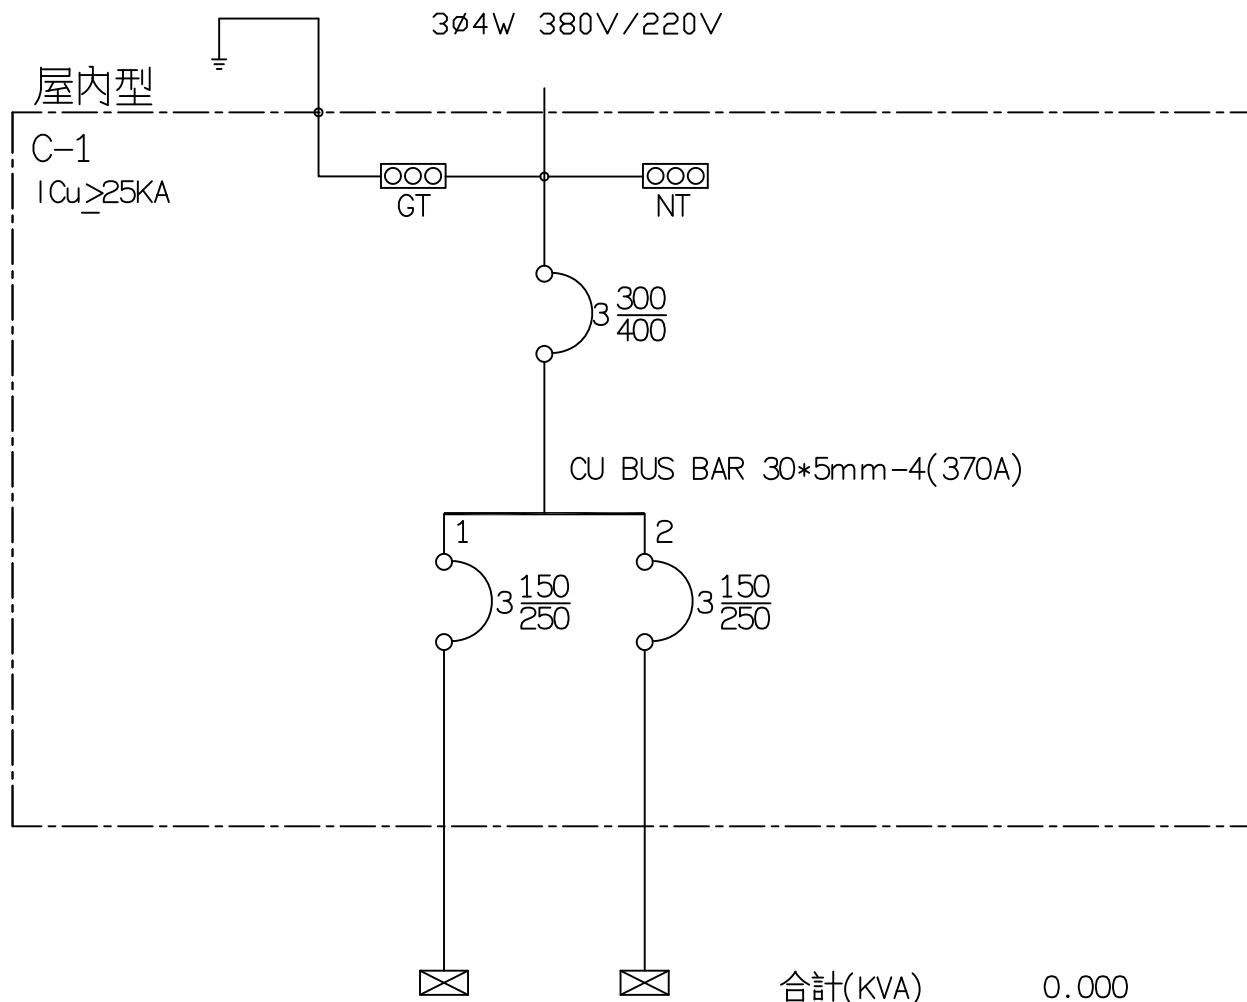 3ø4W 380V/220V
屋內型
C-1
ICu≥25KA
GT
NT
3 300/400
CU BUS BAR 30*5mm-4(370A)
1
2
3 150/250
3 150/250
合計(KVA) 0.000